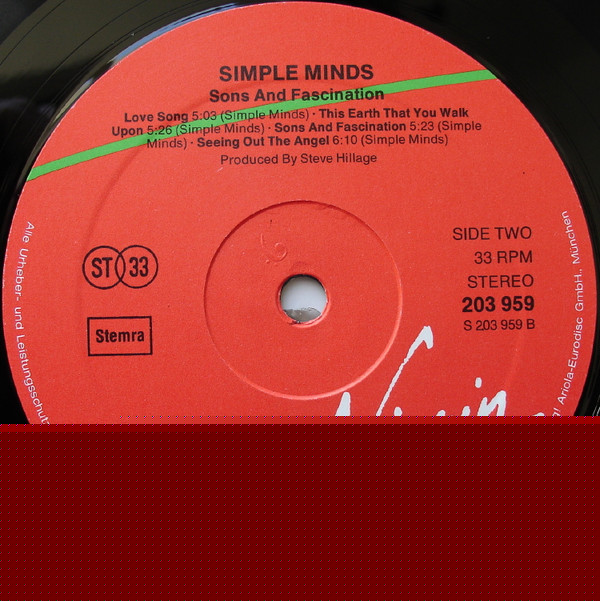 SIMPLE MINDS
Sons And Fascination
Love Song 5:03 (Simple Minds) · This Earth That You Walk
Upon 5:26 (Simple Minds) · Sons And Fascination 5:23 (Simple
Minds) · Seeing Out The Angel 6:10 (Simple Minds)
Produced By Steve Hillage
SIDE TWO
33 RPM
STEREO
203 959
S 203 959 B
ST 33
Stemra
Alle Urheber- und Leistungsschutz
Ariola-Eurodisc GmbH., München
Virgin